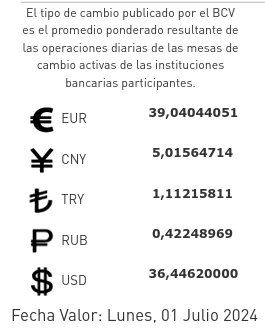 El tipo de cambio publicado por el BCV
es el promedio ponderado resultante de
las operaciones diarias de las mesas de
cambio activas de las instituciones
bancarias participantes.
€ EUR 39,04044051
¥ CNY 5,01564714
₺ TRY 1,11215811
₽ RUB 0,42248969
$ USD 36,44620000
Fecha Valor: Lunes, 01 Julio 2024